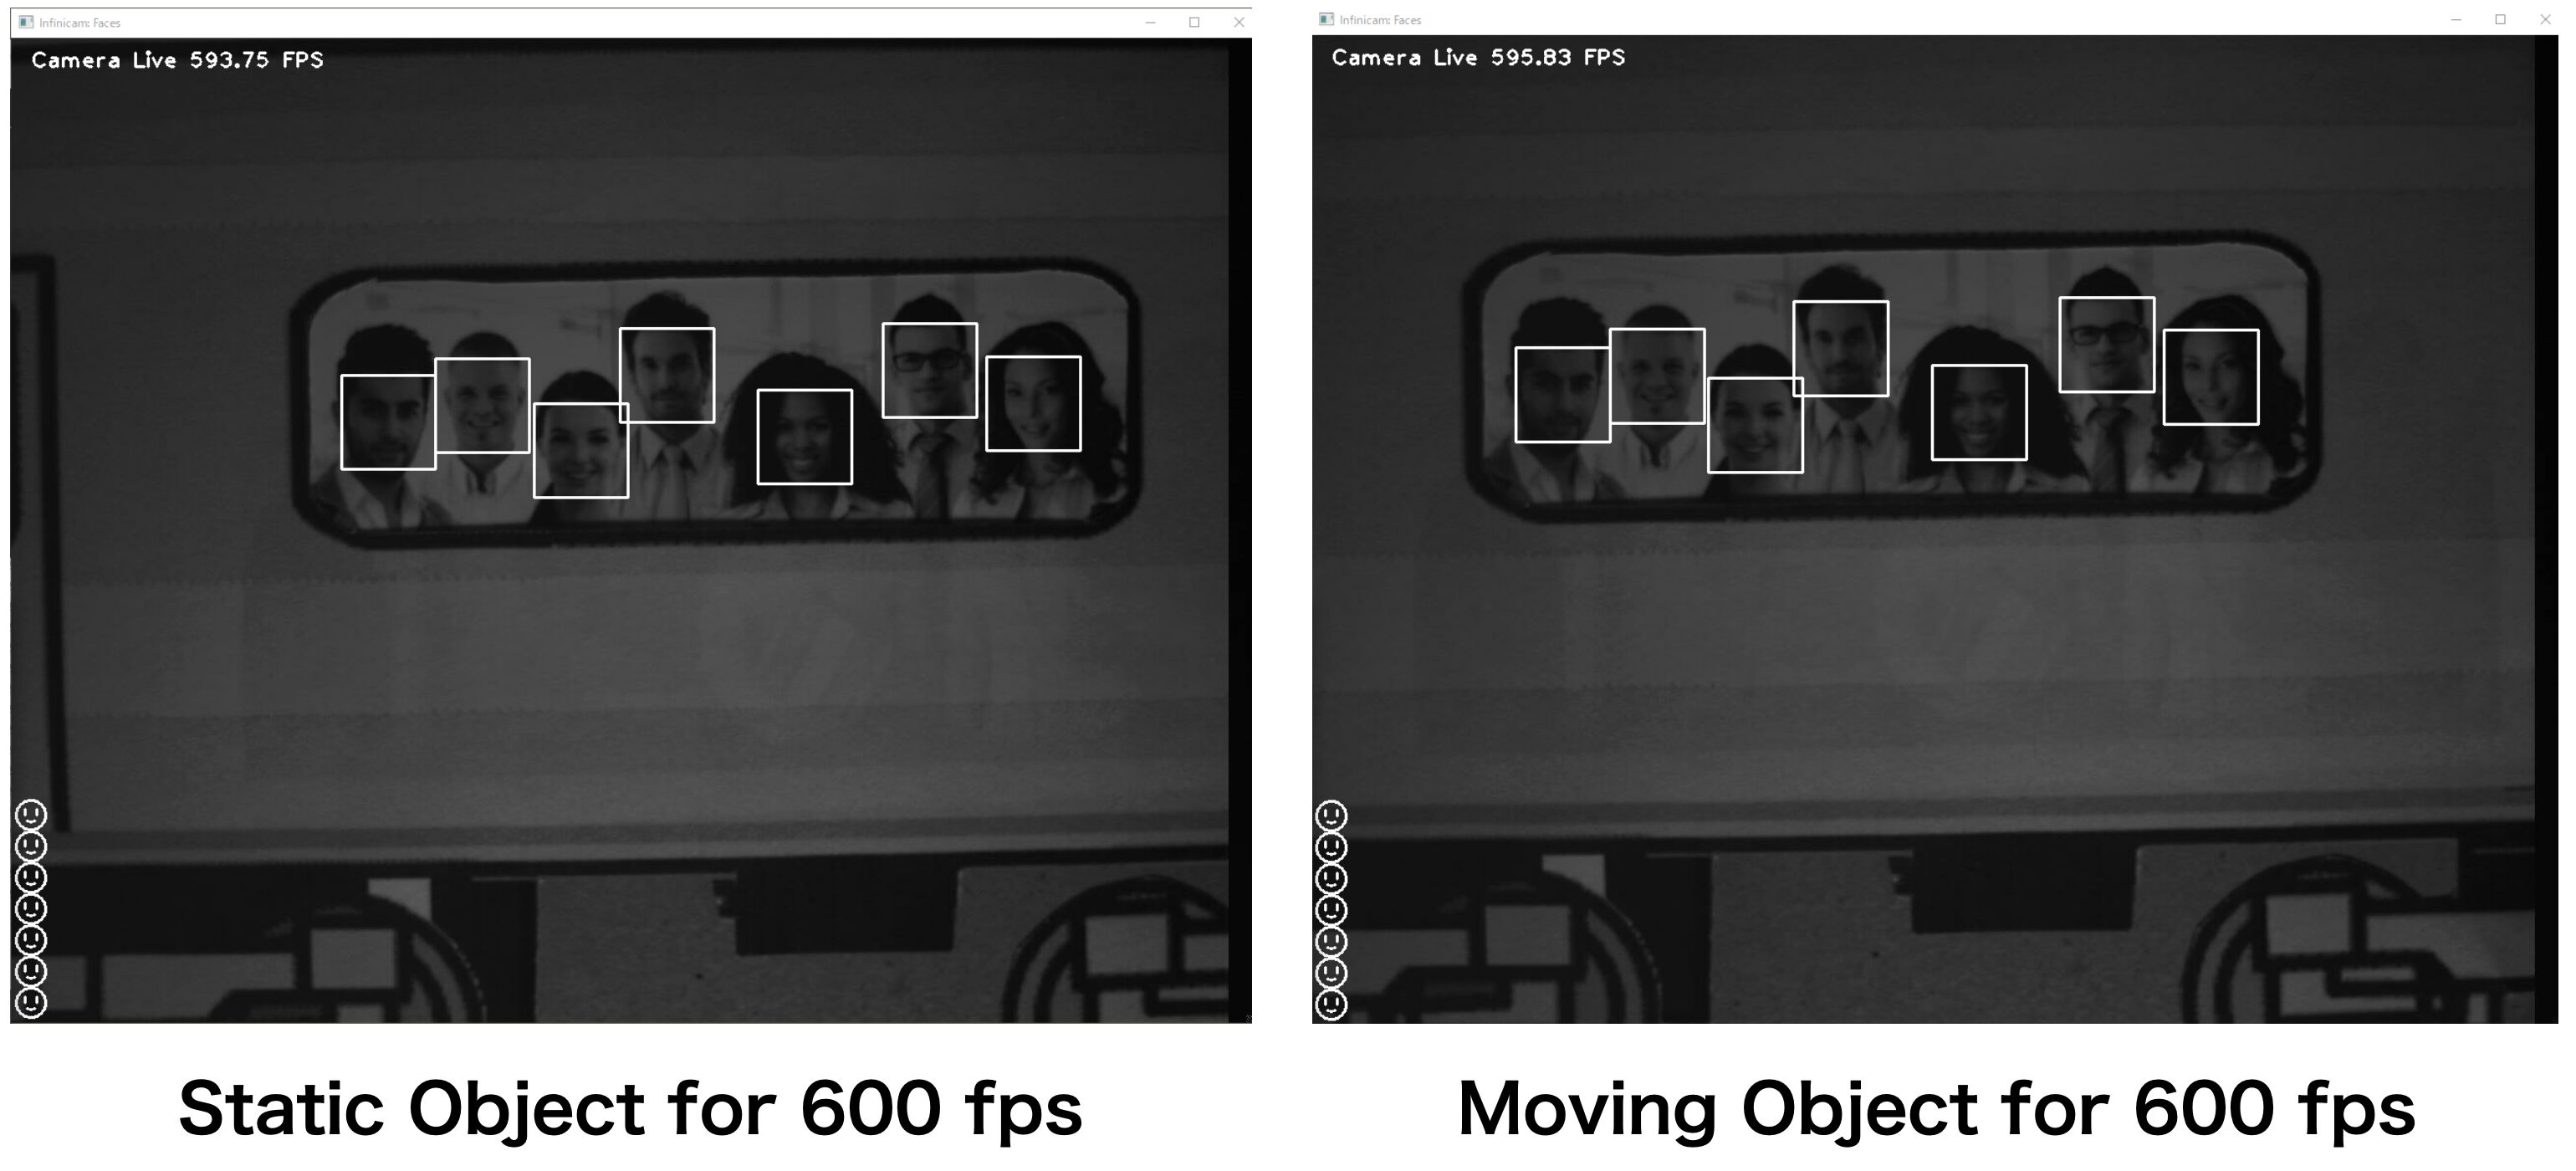 Infinicam: Faces
Camera Live 593.75 FPS
Static Object for 600 fps
Infinicam: Faces
Camera Live 595.83 FPS
Moving Object for 600 fps